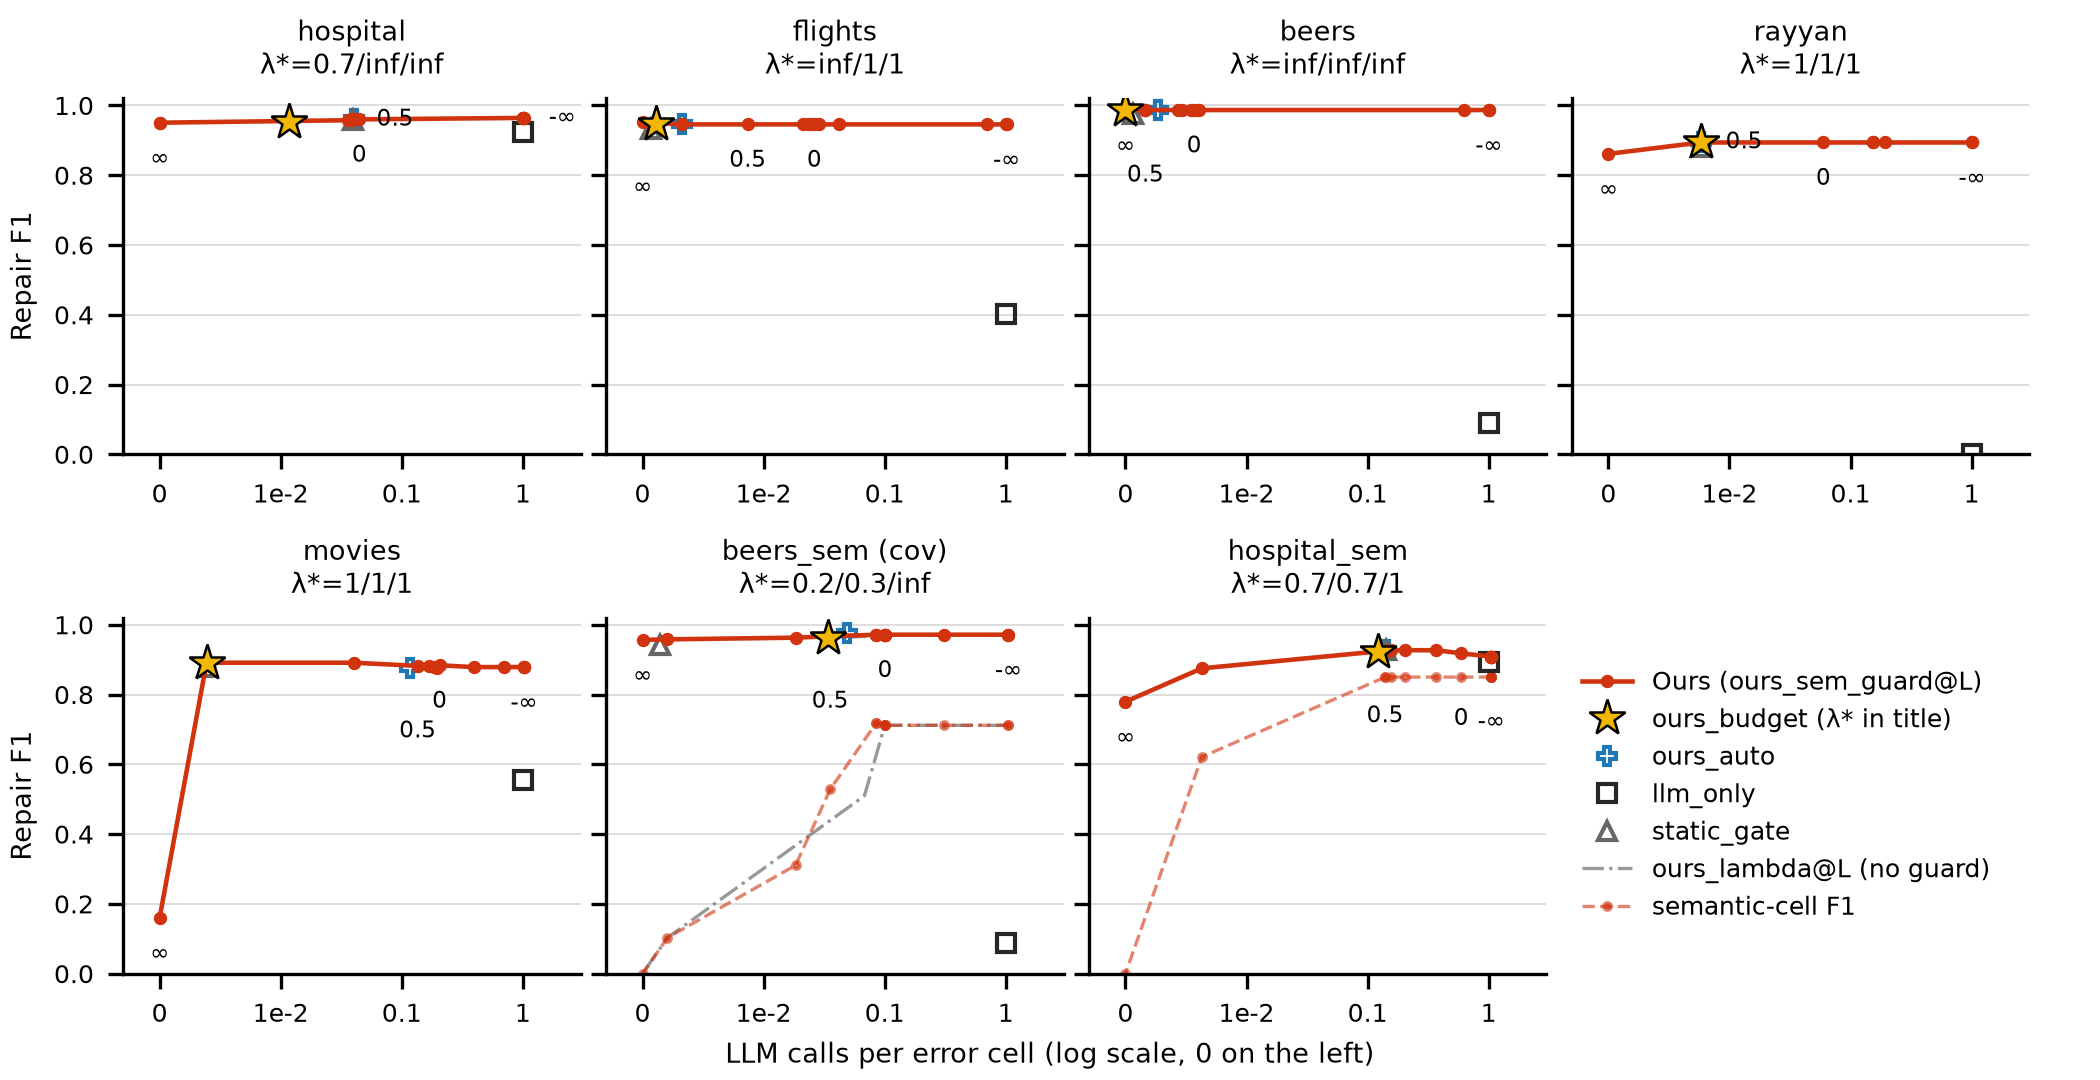 hospital
λ*=0.7/inf/inf
flights
λ*=inf/1/1
beers
λ*=inf/inf/inf
rayyan
λ*=1/1/1
Repair F1
1.0
0.8
0.6
0.4
0.2
0.0
∞
0.5
0
-∞
∞
0.5
0
-∞
∞
0.5
0
-∞
∞
0.5
0
-∞
0
1e-2
0.1
1
0
1e-2
0.1
1
0
1e-2
0.1
1
0
1e-2
0.1
1
movies
λ*=1/1/1
beers_sem (cov)
λ*=0.2/0.3/inf
hospital_sem
λ*=0.7/0.7/1
Repair F1
1.0
0.8
0.6
0.4
0.2
0.0
∞
0.5
0
-∞
∞
0.5
0
-∞
∞
0.5
0
-∞
0
1e-2
0.1
1
0
1e-2
0.1
1
0
1e-2
0.1
1
LLM calls per error cell (log scale, 0 on the left)
Ours (ours_sem_guard@L)
ours_budget (λ* in title)
ours_auto
llm_only
static_gate
ours_lambda@L (no guard)
semantic-cell F1